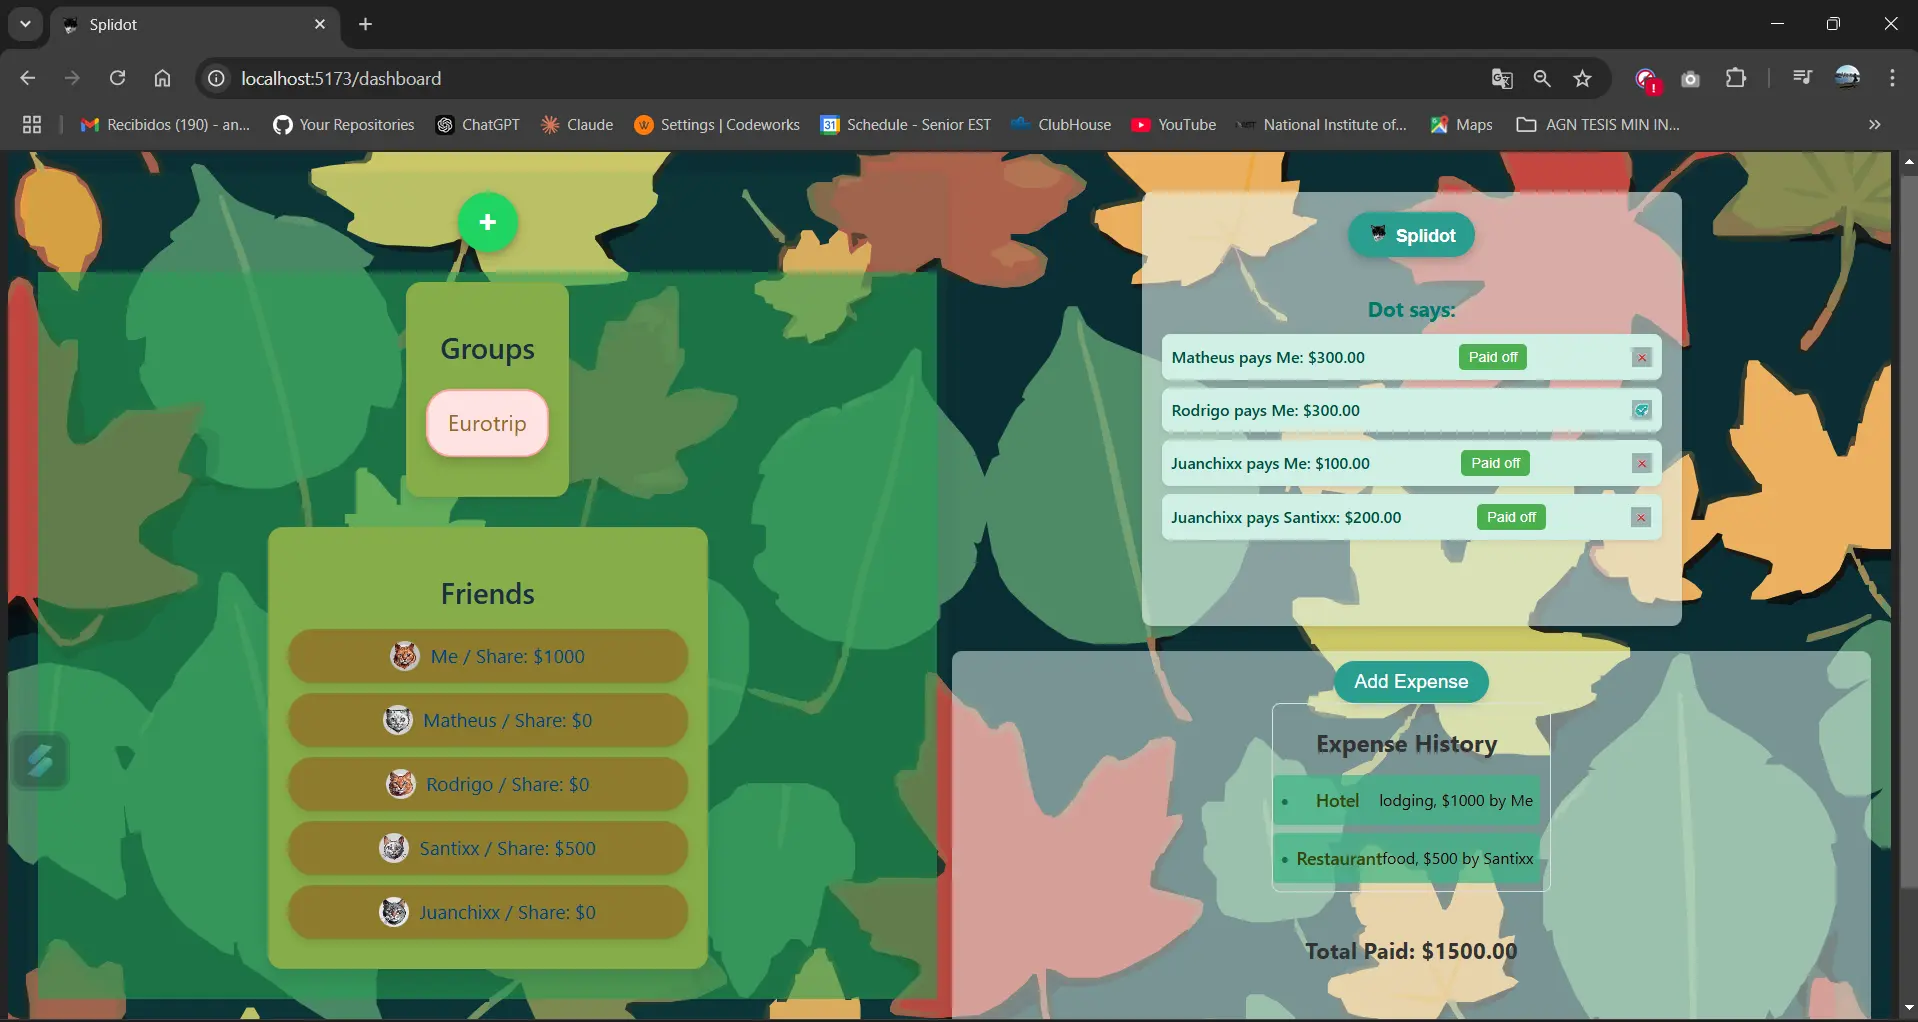 Splidot
localhost:5173/dashboard
Recibidos (190) - an...
Your Repositories
ChatGPT
Claude
Settings | Codeworks
31
Schedule - Senior EST
ClubHouse
YouTube
National Institute of...
Maps
AGN TESIS MIN IN...
+
Groups
Eurotrip
Friends
Me / Share: $1000
Matheus / Share: $0
Rodrigo / Share: $0
Santixx / Share: $500
Juanchixx / Share: $0
Splidot
Dot says:
Matheus pays Me: $300.00 Paid off
Rodrigo pays Me: $300.00
Juanchixx pays Me: $100.00 Paid off
Juanchixx pays Santixx: $200.00 Paid off
Add Expense
Expense History
• Hotel lodging, $1000 by Me
• Restaurantfood, $500 by Santixx
Total Paid: $1500.00